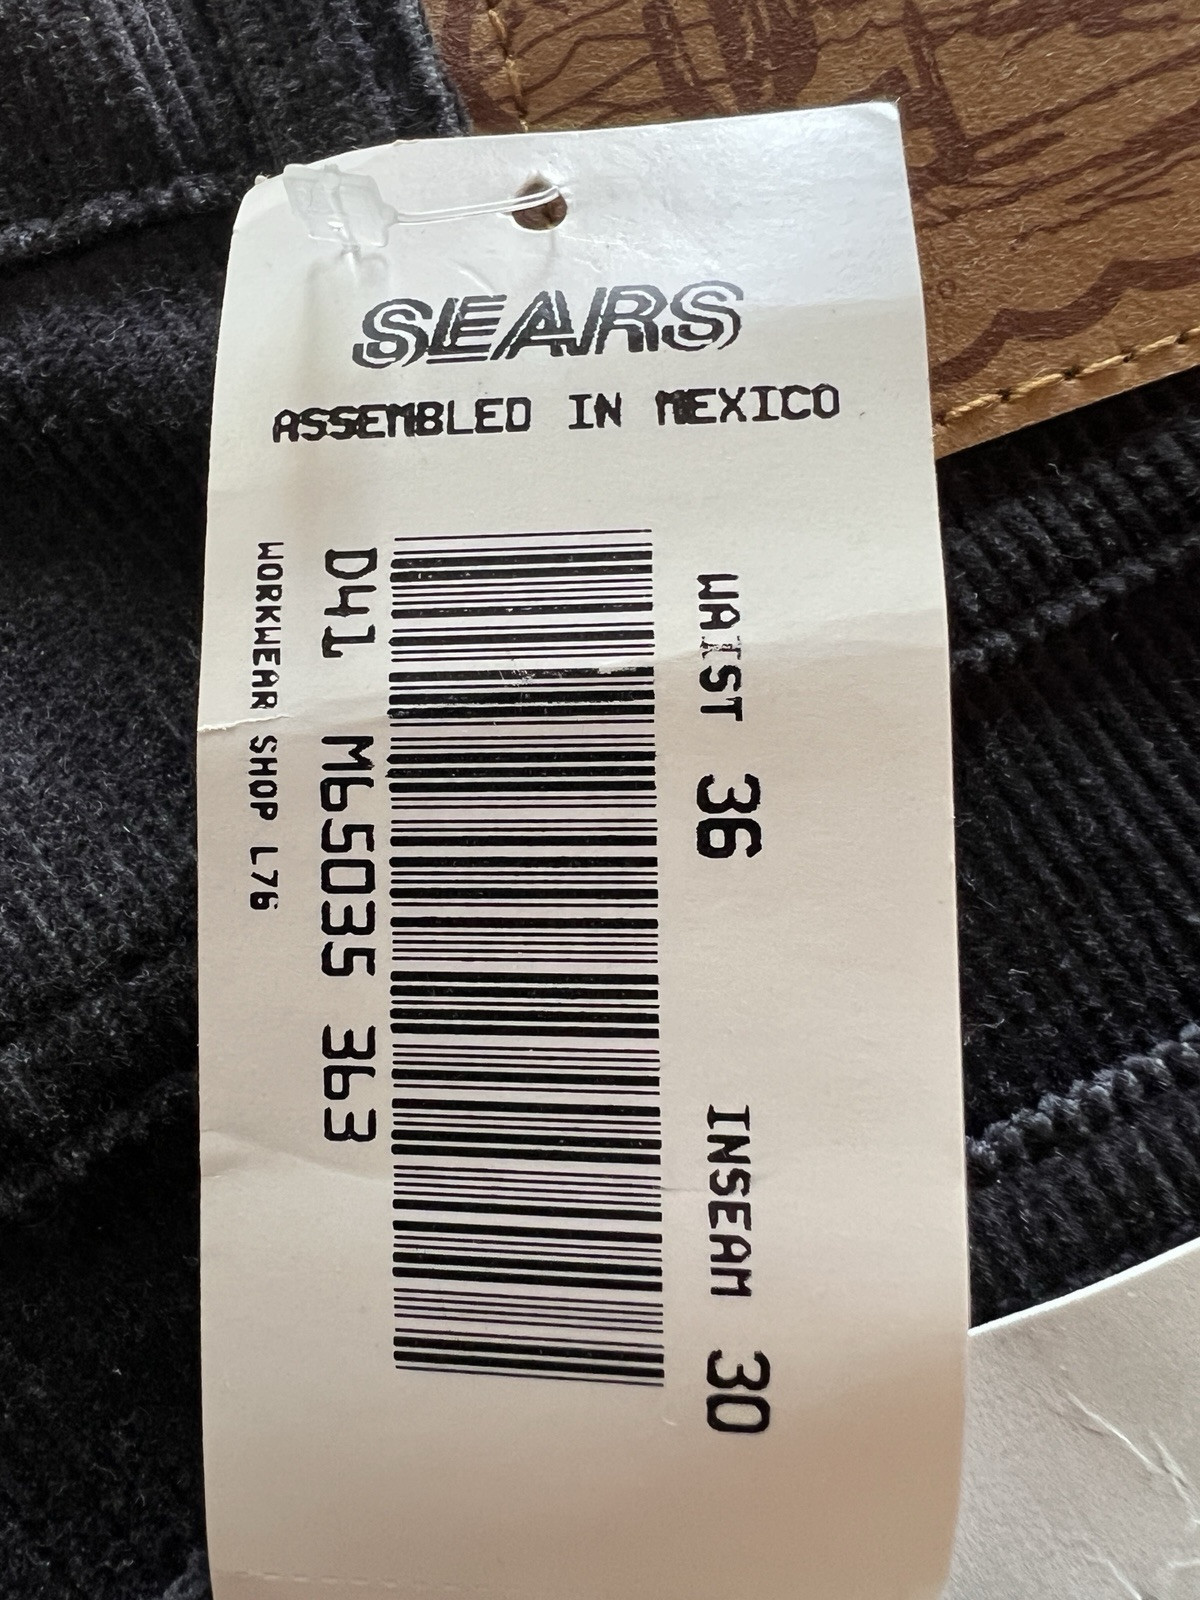 SEARS
ASSEMBLED IN MEXICO
WAIST 36 INSEAM 30
D41 M65035 363
WORKWEAR SHOP L76